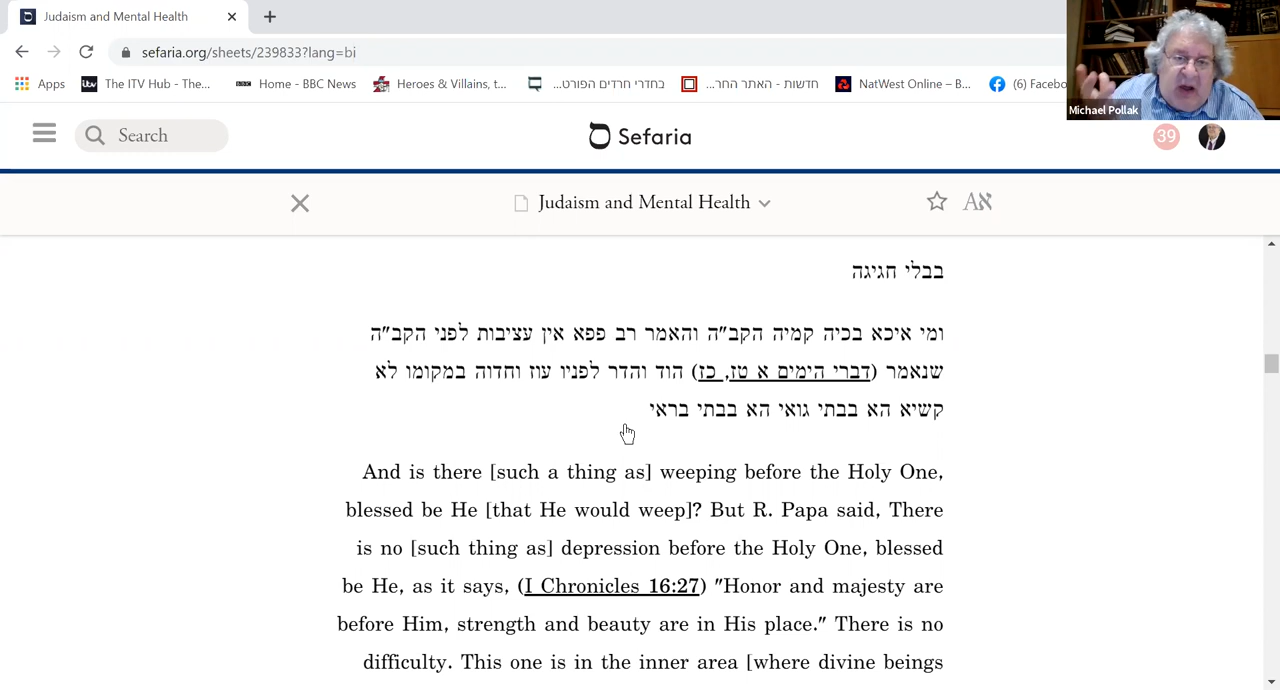 Judaism and Mental Health
sefaria.org/sheets/239833?lang=bi
Apps
The ITV Hub - The...
Home - BBC News
Heroes & Villains, t...
בחדרי חרדים הפורט...
חדשות - האתר החר...
NatWest Online – B...
(6) Facebo
Michael Pollak
Search
Sefaria
39
Judaism and Mental Health
Aא
בבלי חגיגה
ומי איכא בכיה קמיה הקב"ה והאמר רב פפא אין עציבות לפני הקב"ה
שנאמר (דברי הימים א טז, כז) הוד והדר לפניו עוז וחדוה במקומו לא
קשיא הא בבתי גואי הא בבתי בראי
And is there [such a thing as] weeping before the Holy One,
blessed be He [that He would weep]? But R. Papa said, There
is no [such thing as] depression before the Holy One, blessed
be He, as it says, (I Chronicles 16:27) "Honor and majesty are
before Him, strength and beauty are in His place." There is no
difficulty. This one is in the inner area [where divine beings